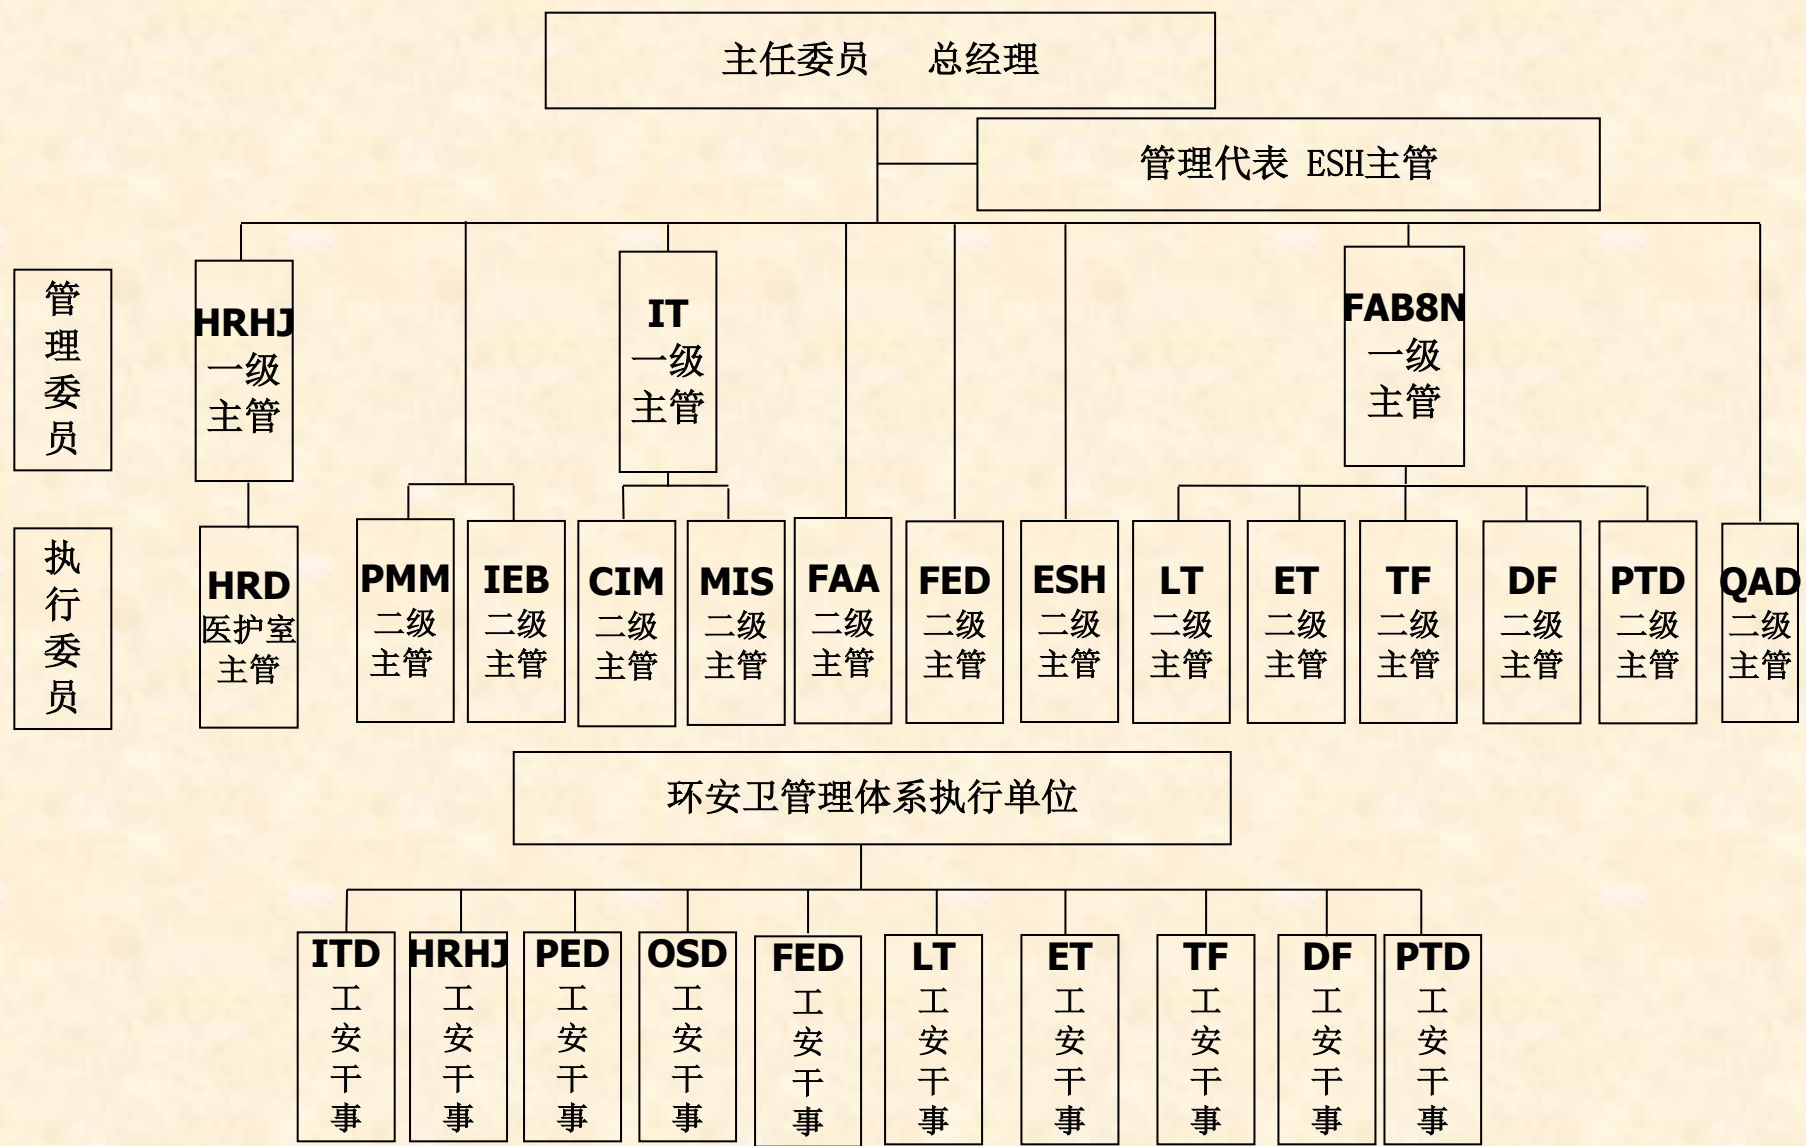 主任委员 总经理
管理代表 ESH主管
管
理
委
员
HRHJ
一级
主管
IT
一级
主管
FAB8N
一级
主管
执
行
委
员
HRD
医护室
主管
PMM
二级
主管
IEB
二级
主管
CIM
二级
主管
MIS
二级
主管
FAA
二级
主管
FED
二级
主管
ESH
二级
主管
LT
二级
主管
ET
二级
主管
TF
二级
主管
DF
二级
主管
PTD
二级
主管
QAD
二级
主管
环安卫管理体系执行单位
ITD
工
安
干
事
HRHJ
工
安
干
事
PED
工
安
干
事
OSD
工
安
干
事
FED
工
安
干
事
LT
工
安
干
事
ET
工
安
干
事
TF
工
安
干
事
DF
工
安
干
事
PTD
工
安
干
事